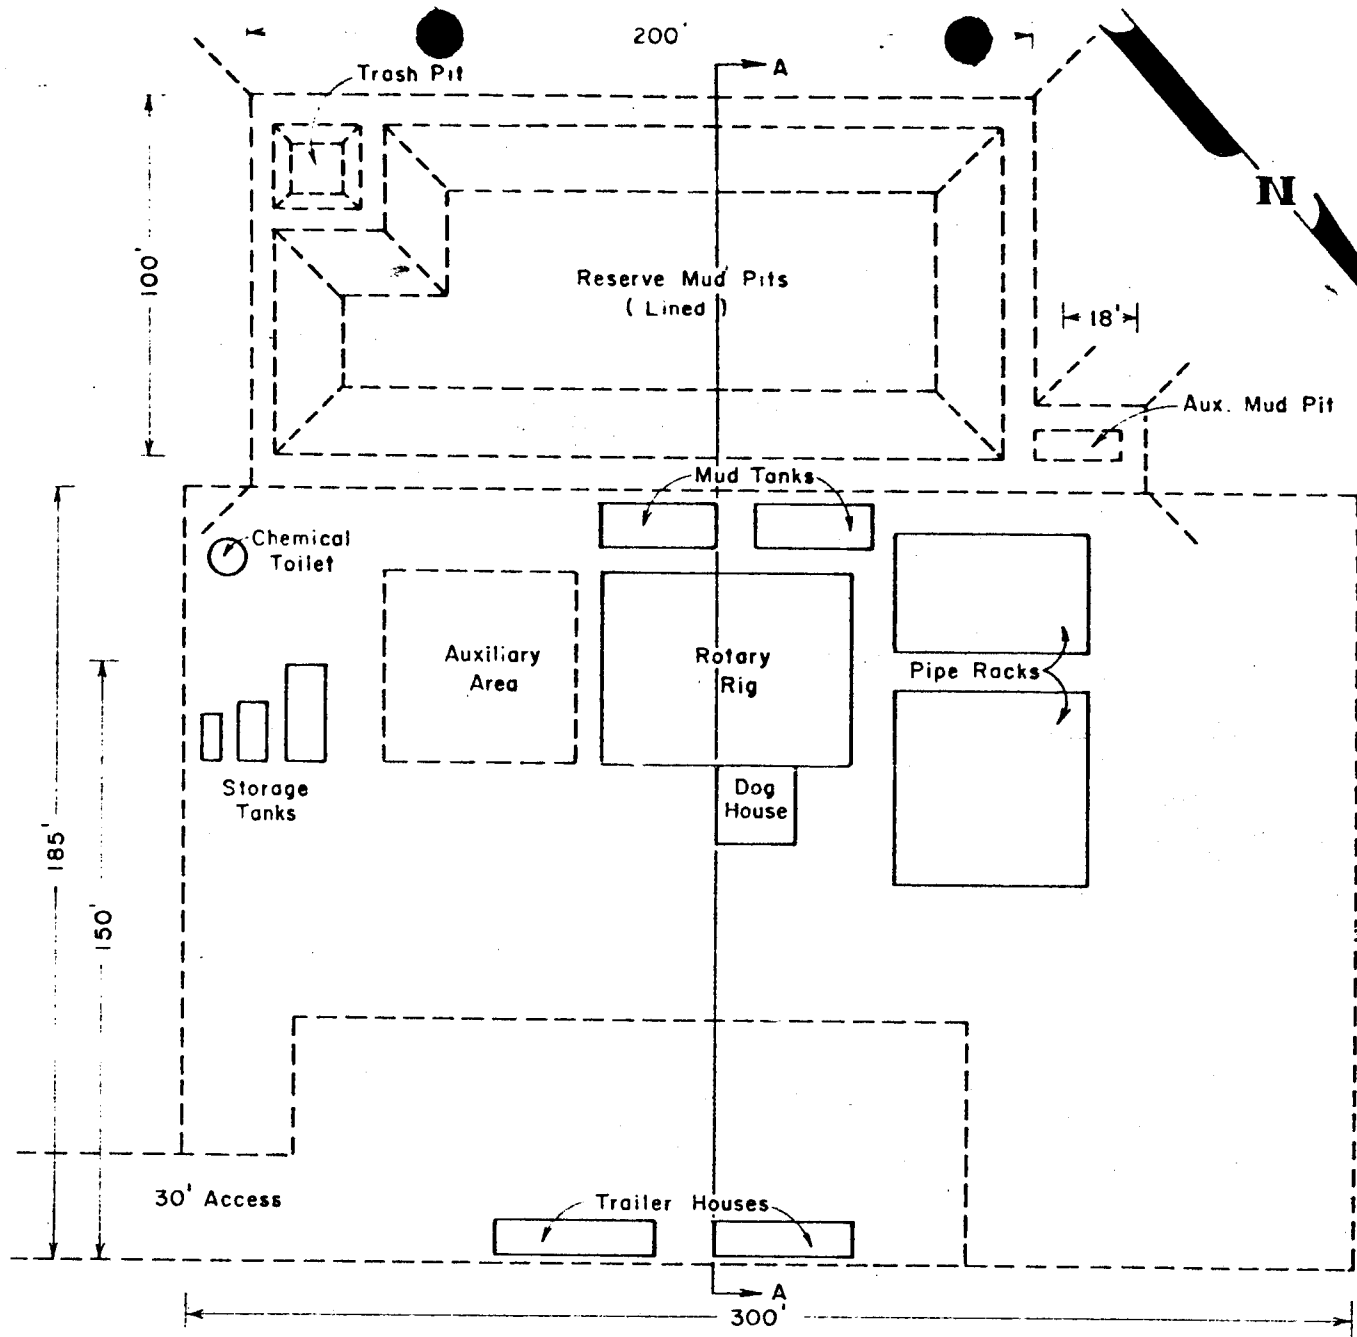 200'
A
Trash Pit
N
100'
Reserve Mud Pits
( Lined )
18'
Aux. Mud Pit
Mud Tanks
Chemical
Toilet
Auxiliary
Area
Rotary
Rig
Pipe Racks
Storage
Tanks
Dog
House
185'
150'
30' Access
Trailer Houses
A
300'